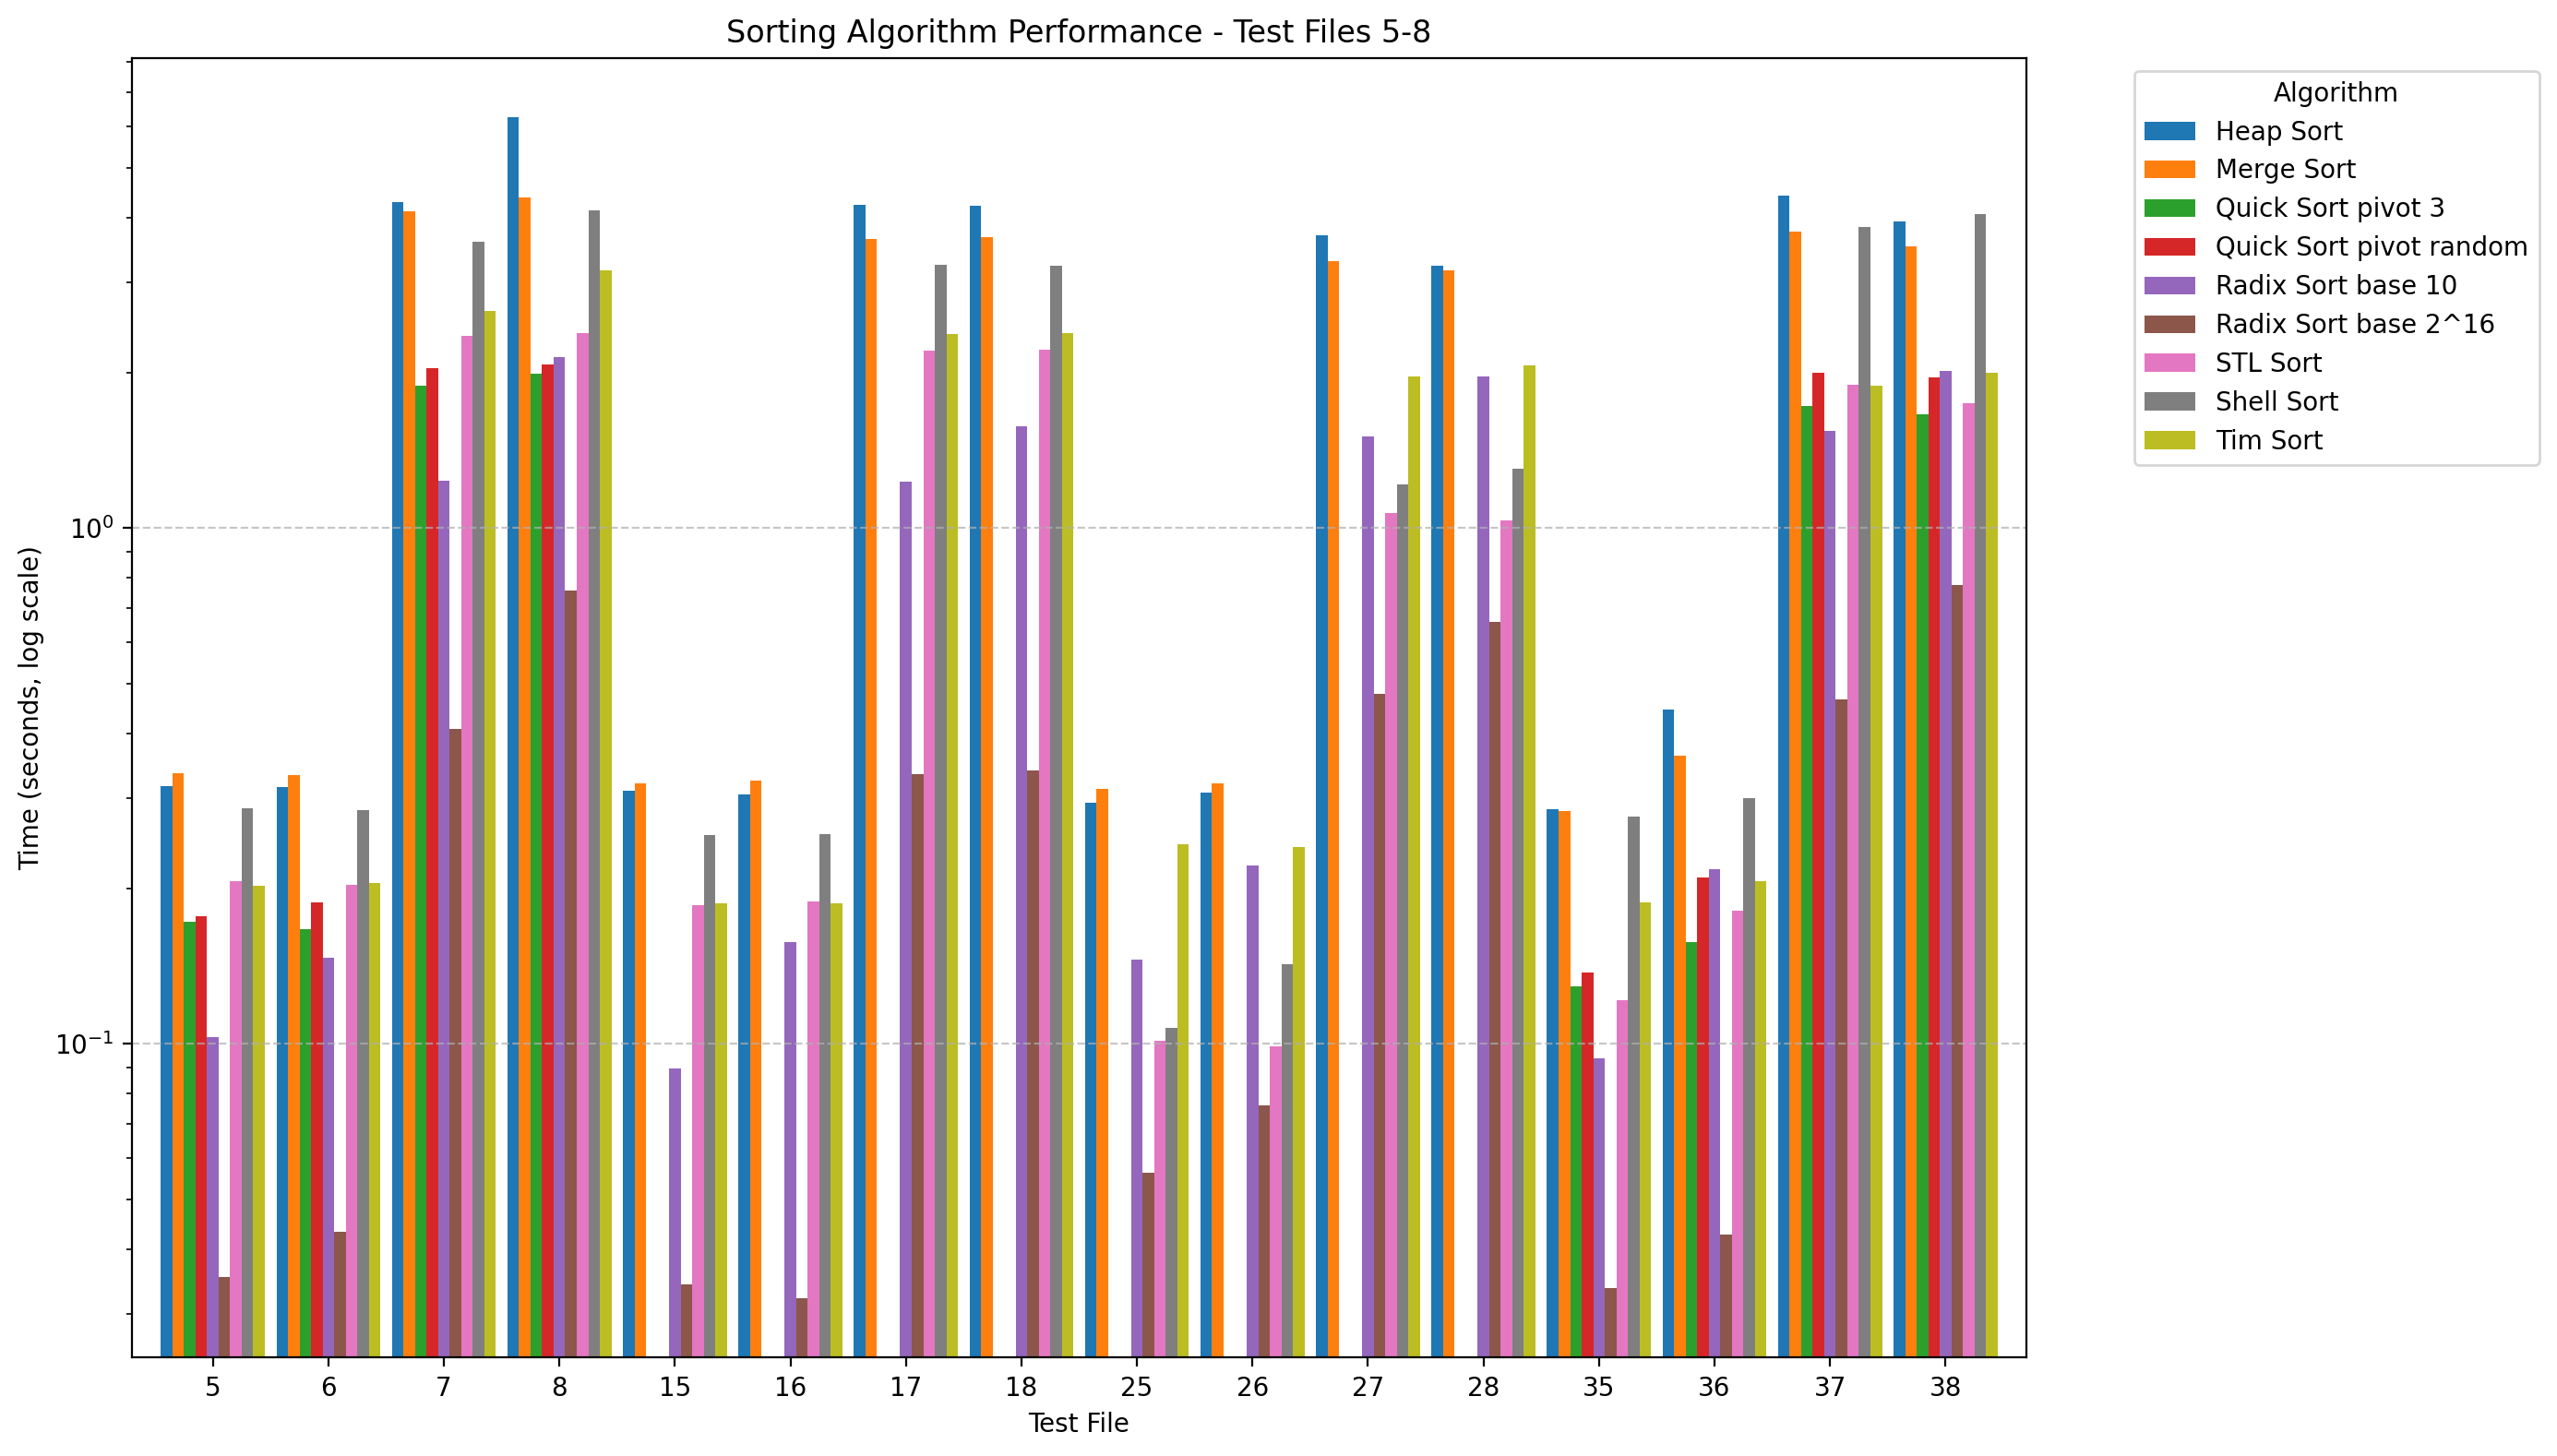 Sorting Algorithm Performance - Test Files 5-8
Time (seconds, log scale)
10⁰
10⁻¹
5 6 7 8 15 16 17 18 25 26 27 28 35 36 37 38
Test File
Algorithm
Heap Sort
Merge Sort
Quick Sort pivot 3
Quick Sort pivot random
Radix Sort base 10
Radix Sort base 2^16
STL Sort
Shell Sort
Tim Sort